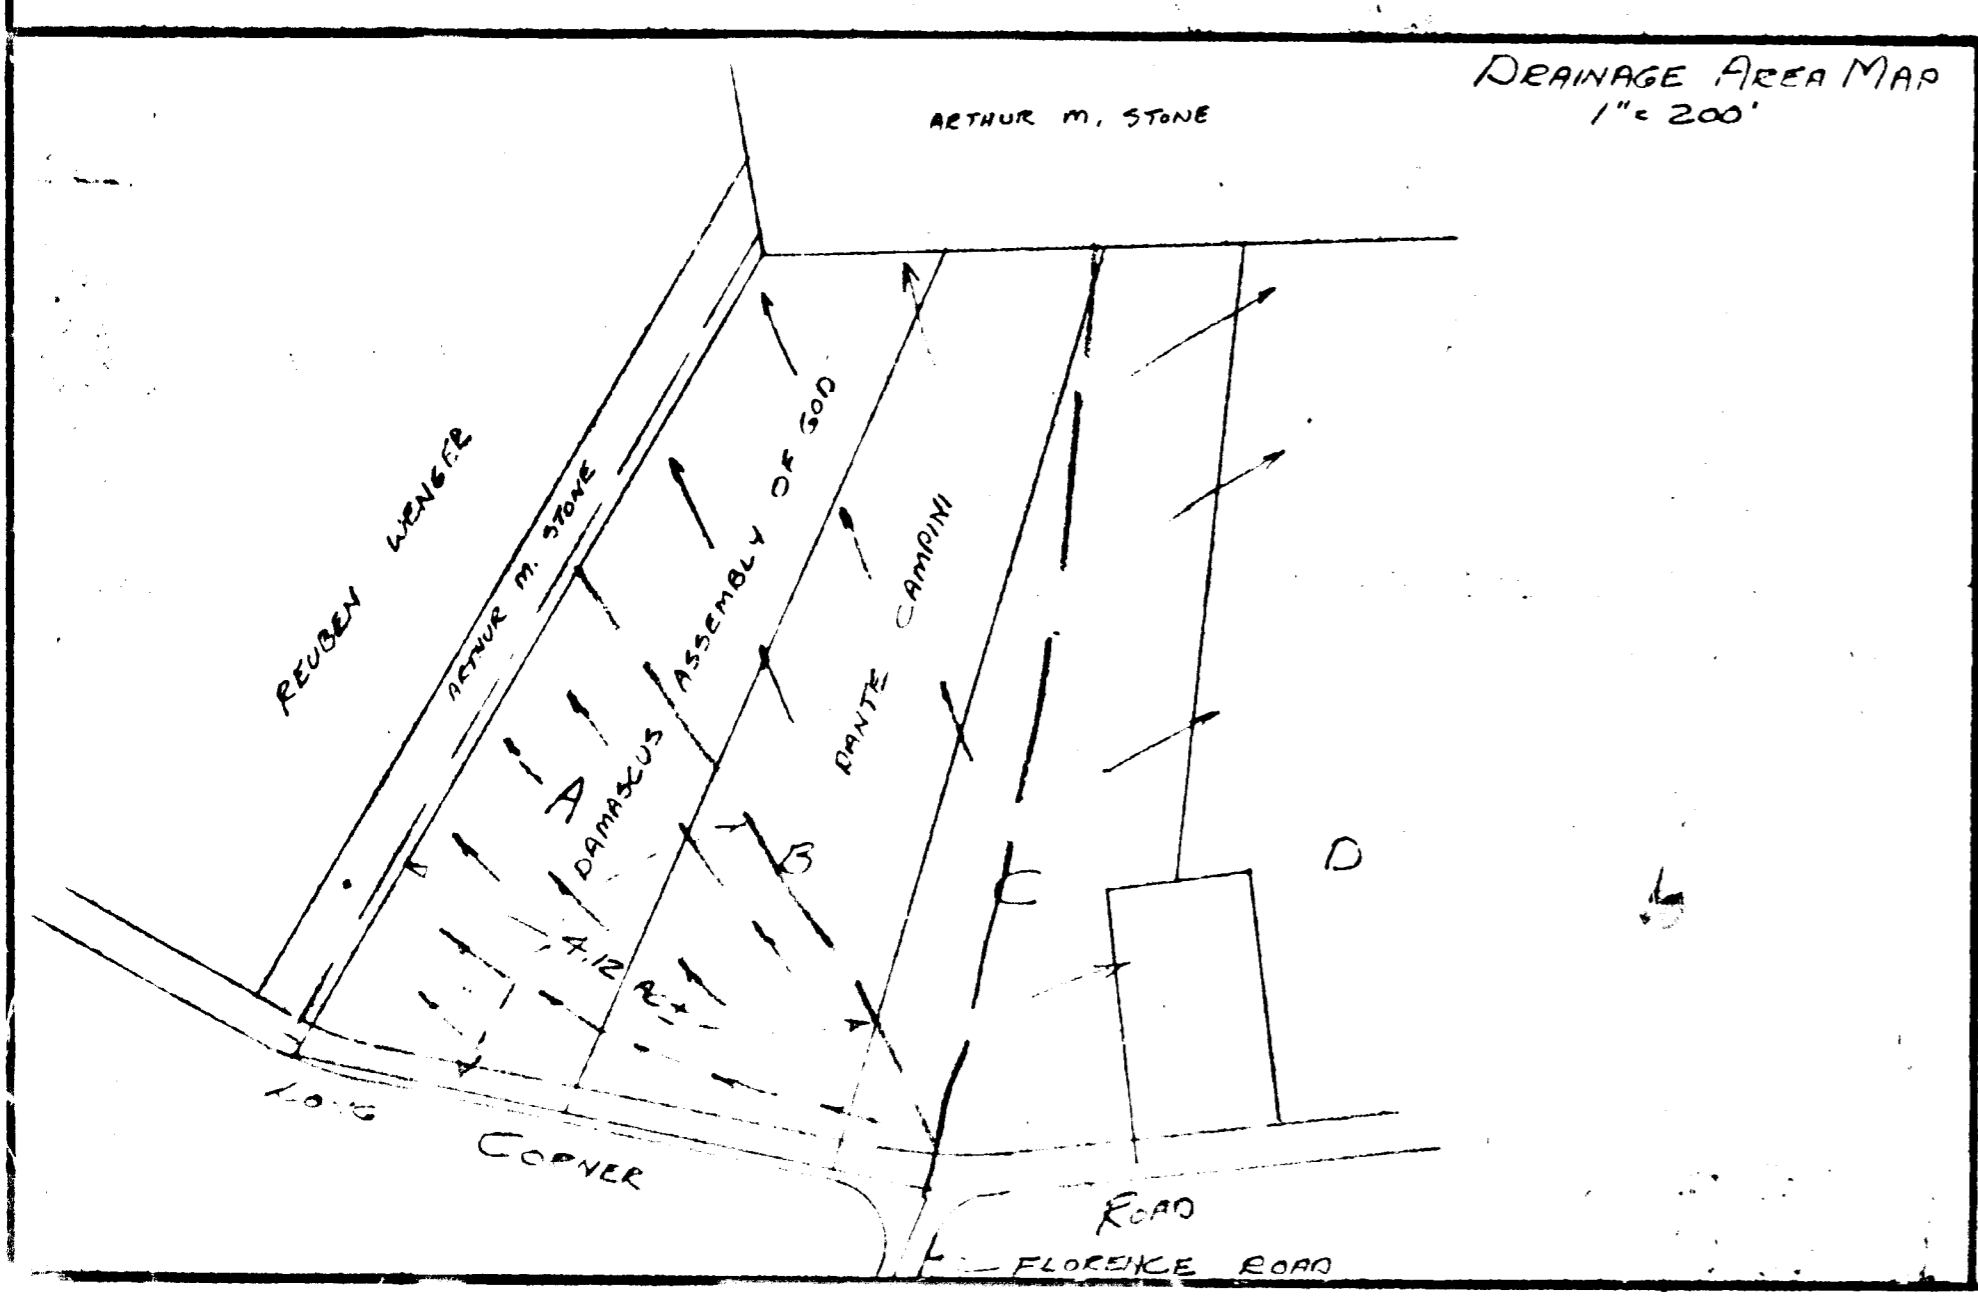 DRAINAGE AREA MAP
1" = 200'
ARTHUR M. STONE
REUBEN WENGER
ARTHUR M. STONE
DAMASCUS ASSEMBLY OF GOD
DANTE CAMPINI
A
B
C
D
4.12
LONG CORNER ROAD
FLORENCE ROAD